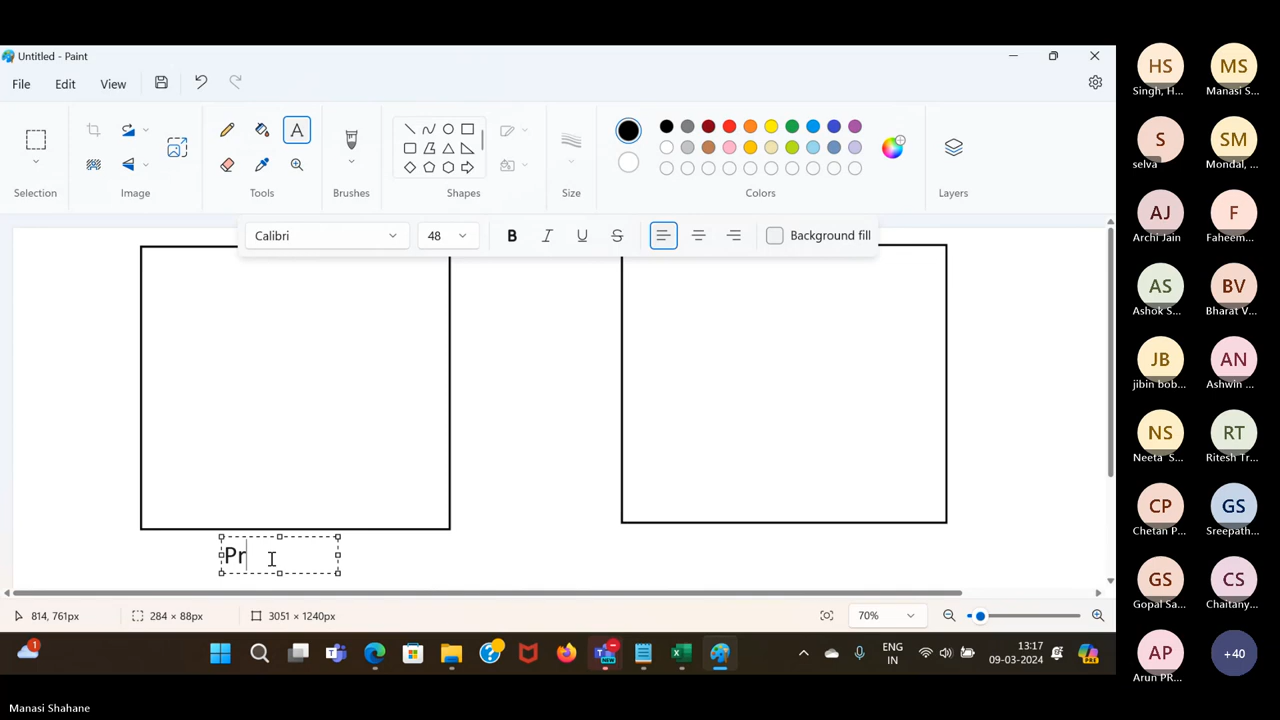 Untitled - Paint
File Edit View
Selection Image Tools Brushes Shapes Size Colors Layers
Calibri 48 B I U S Background fill
Pr
814, 761px 284 × 88px 3051 × 1240px 70%
1 NEW ENG IN 13:17 09-03-2024 PRE
HS MS
Singh, H... Manasi S...
S SM
selva Mondal, ...
AJ F
Archi Jain Faheem...
AS BV
Ashok S... Bharat V...
JB AN
jibin bob... Ashwin ...
NS RT
Neeta S... Ritesh Tr...
CP GS
Chetan P... Sreepath...
GS CS
Gopal Sa... Chaitany...
AP +40
Arun PR...
Manasi Shahane